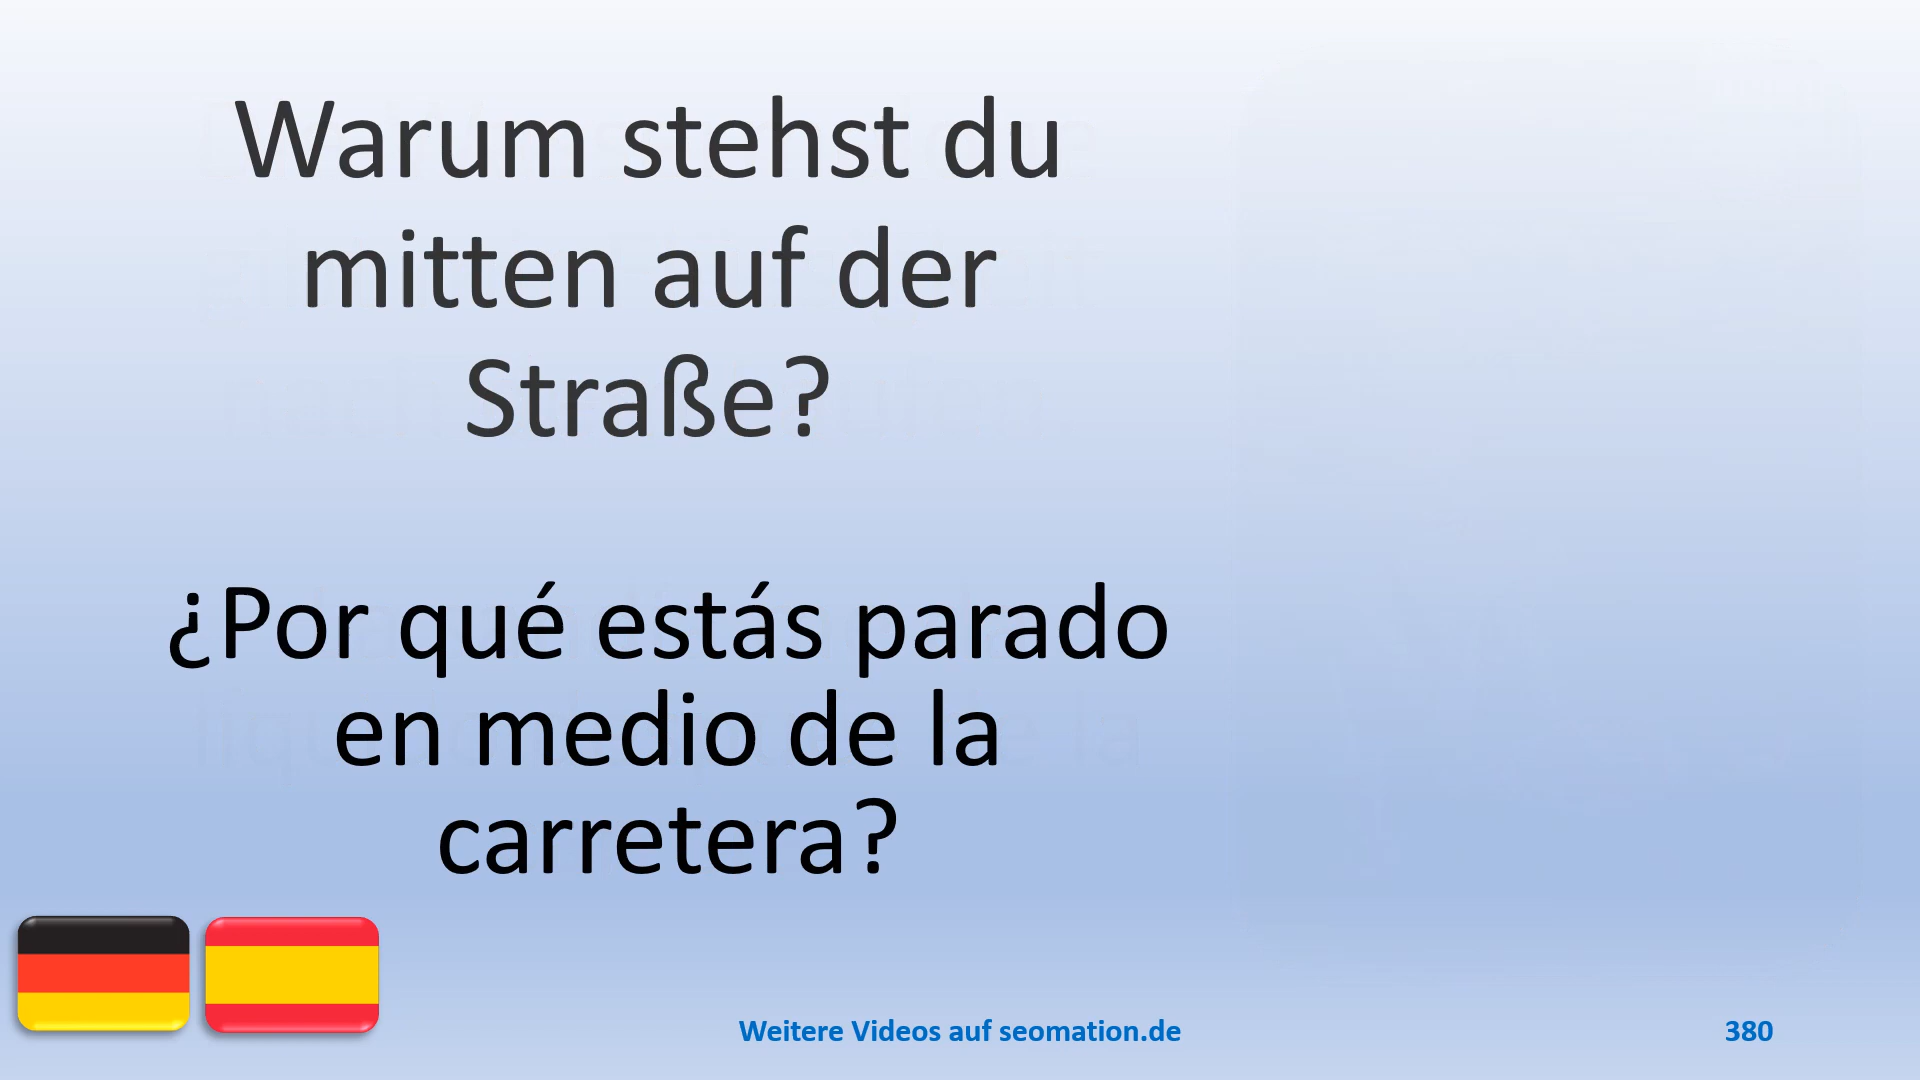 Warum stehst du
mitten auf der
Straße?
¿Por qué estás parado
en medio de la
carretera?
Weitere Videos auf seomation.de
380